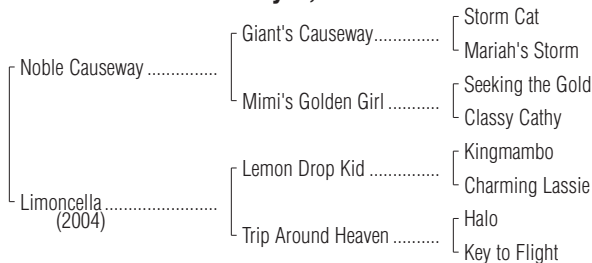 Storm Cat
Giant's Causeway...............
Mariah's Storm
Noble Causeway ...............
Seeking the Gold
Mimi's Golden Girl ...........
Classy Cathy
Kingmambo
Lemon Drop Kid ...............
Charming Lassie
Limoncella........................
(2004)
Halo
Trip Around Heaven ..........
Key to Flight